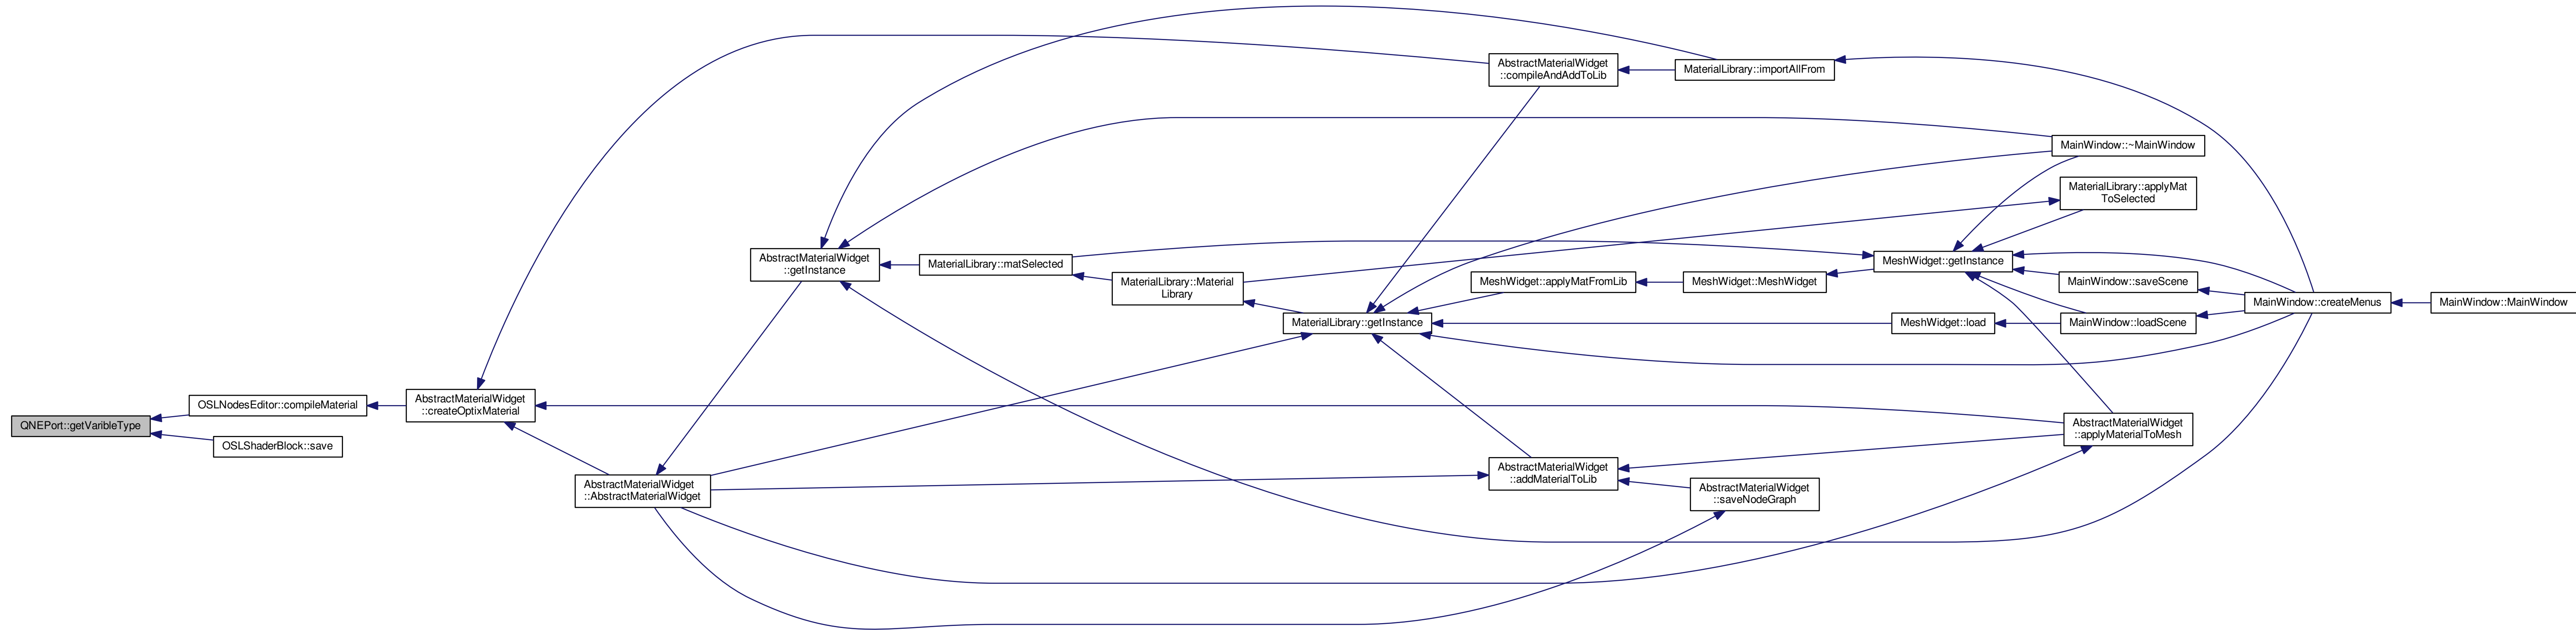 AbstractMaterialWidget
::compileAndAddToLib
MaterialLibrary::importAllFrom
MainWindow::~MainWindow
MaterialLibrary::applyMat
ToSelected
AbstractMaterialWidget
::getInstance
MaterialLibrary::matSelected
MeshWidget::getInstance
MaterialLibrary::Material
Library
MeshWidget::applyMatFromLib
MeshWidget::MeshWidget
MainWindow::saveScene
MainWindow::createMenus
MainWindow::MainWindow
MaterialLibrary::getInstance
MeshWidget::load
MainWindow::loadScene
AbstractMaterialWidget
::createOptixMaterial
OSLNodesEditor::compileMaterial
QNEPort::getVaribleType
OSLShaderBlock::save
AbstractMaterialWidget
::applyMaterialToMesh
AbstractMaterialWidget
::addMaterialToLib
AbstractMaterialWidget
::AbstractMaterialWidget
AbstractMaterialWidget
::saveNodeGraph